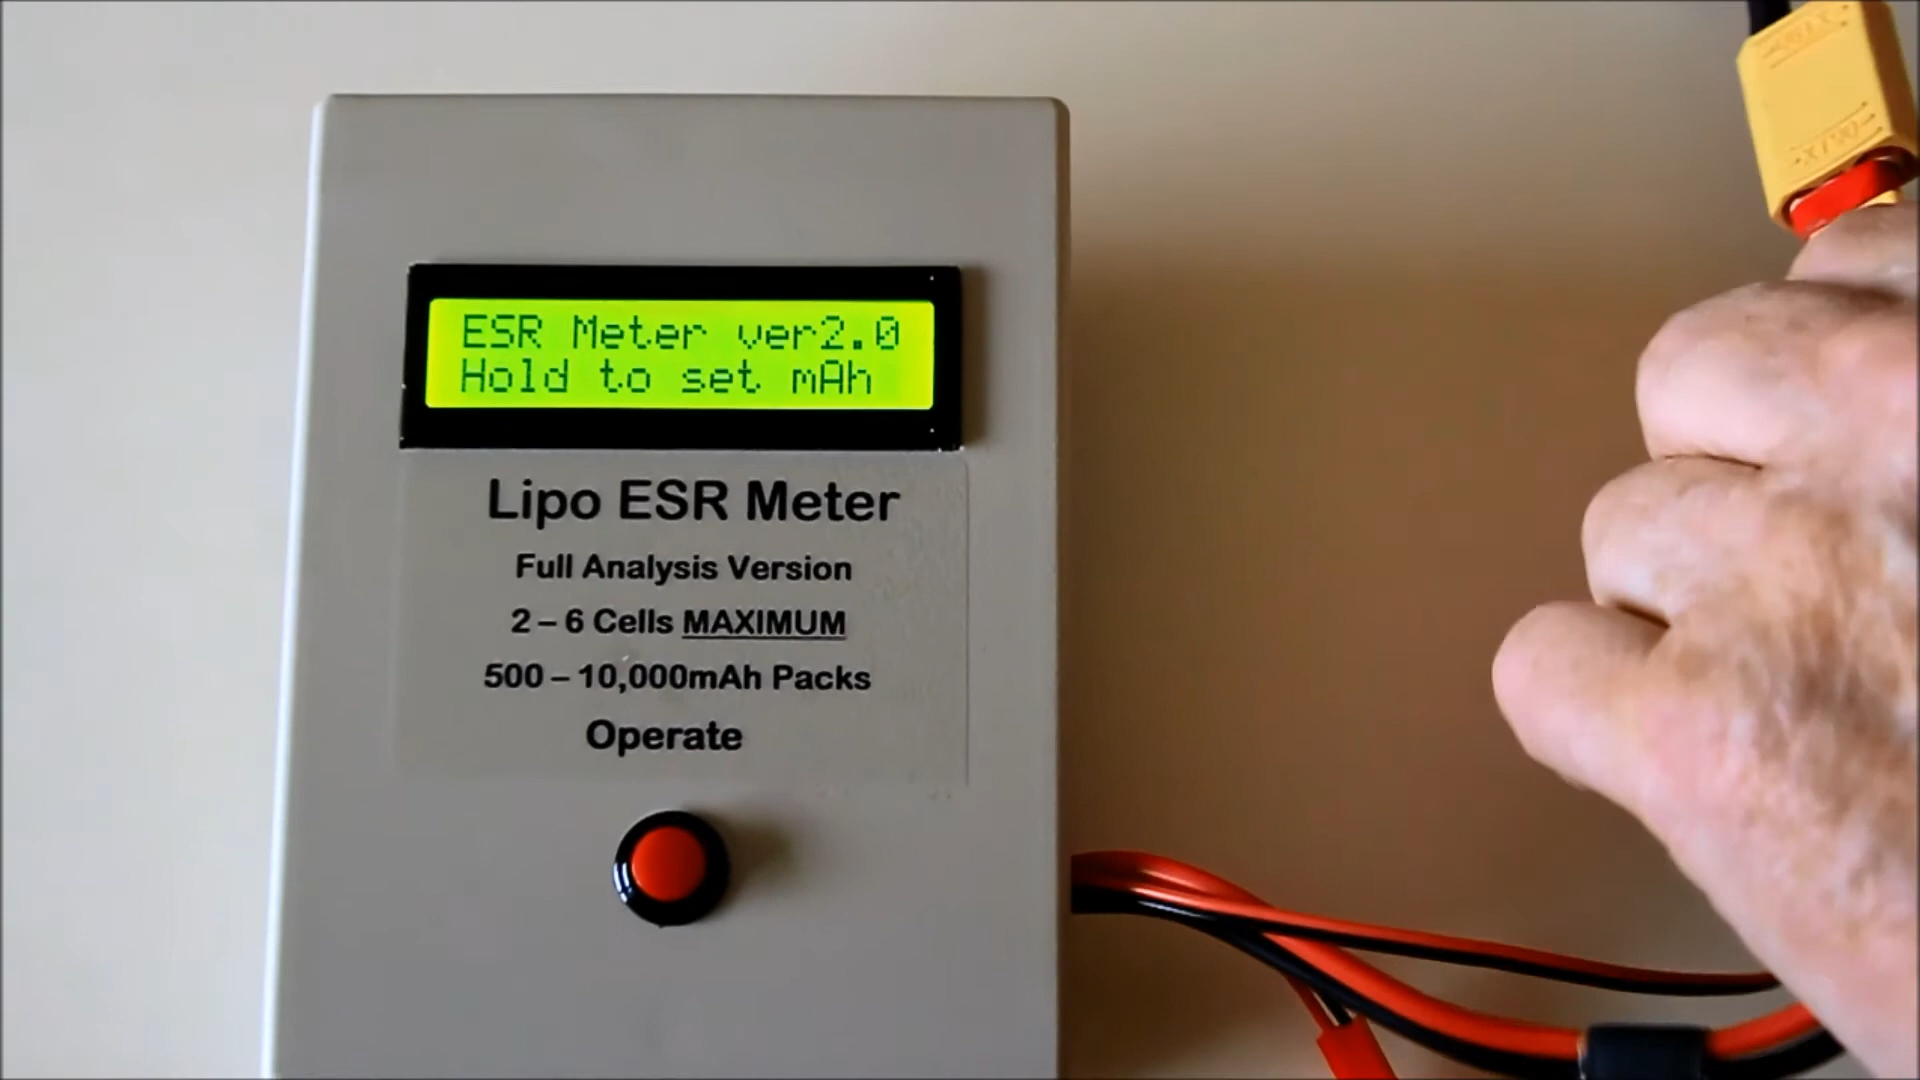 ESR Meter ver2.0
Hold to set mAh
Lipo ESR Meter
Full Analysis Version
2 – 6 Cells MAXIMUM
500 – 10,000mAh Packs
Operate